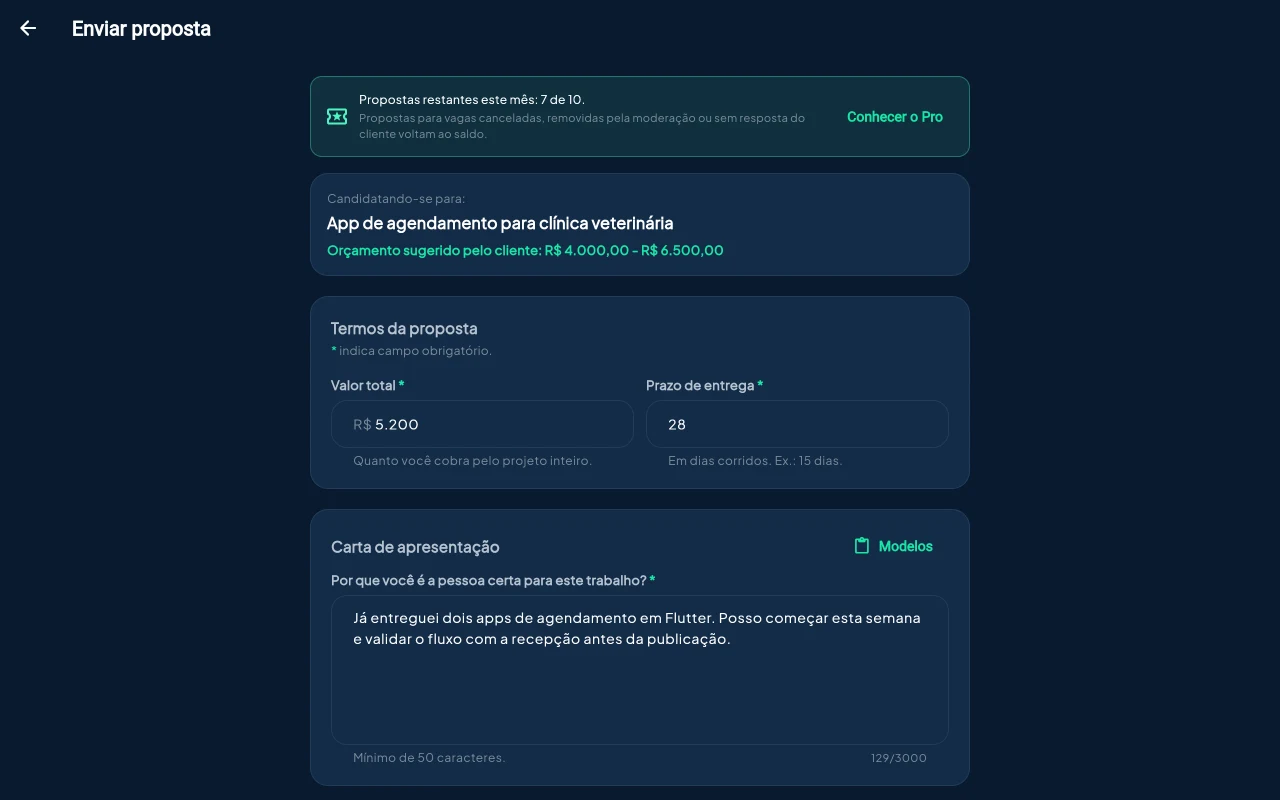 Enviar proposta
Propostas restantes este mês: 7 de 10.
Propostas para vagas canceladas, removidas pela moderação ou sem resposta do
cliente voltam ao saldo.
Conhecer o Pro
Candidatando-se para:
App de agendamento para clínica veterinária
Orçamento sugerido pelo cliente: R$ 4.000,00 - R$ 6.500,00
Termos da proposta
* indica campo obrigatório.
Valor total *
Prazo de entrega *
R$ 5.200
28
Quanto você cobra pelo projeto inteiro.
Em dias corridos. Ex.: 15 dias.
Carta de apresentação
Modelos
Por que você é a pessoa certa para este trabalho? *
Já entreguei dois apps de agendamento em Flutter. Posso começar esta semana
e validar o fluxo com a recepção antes da publicação.
Mínimo de 50 caracteres.
129/3000